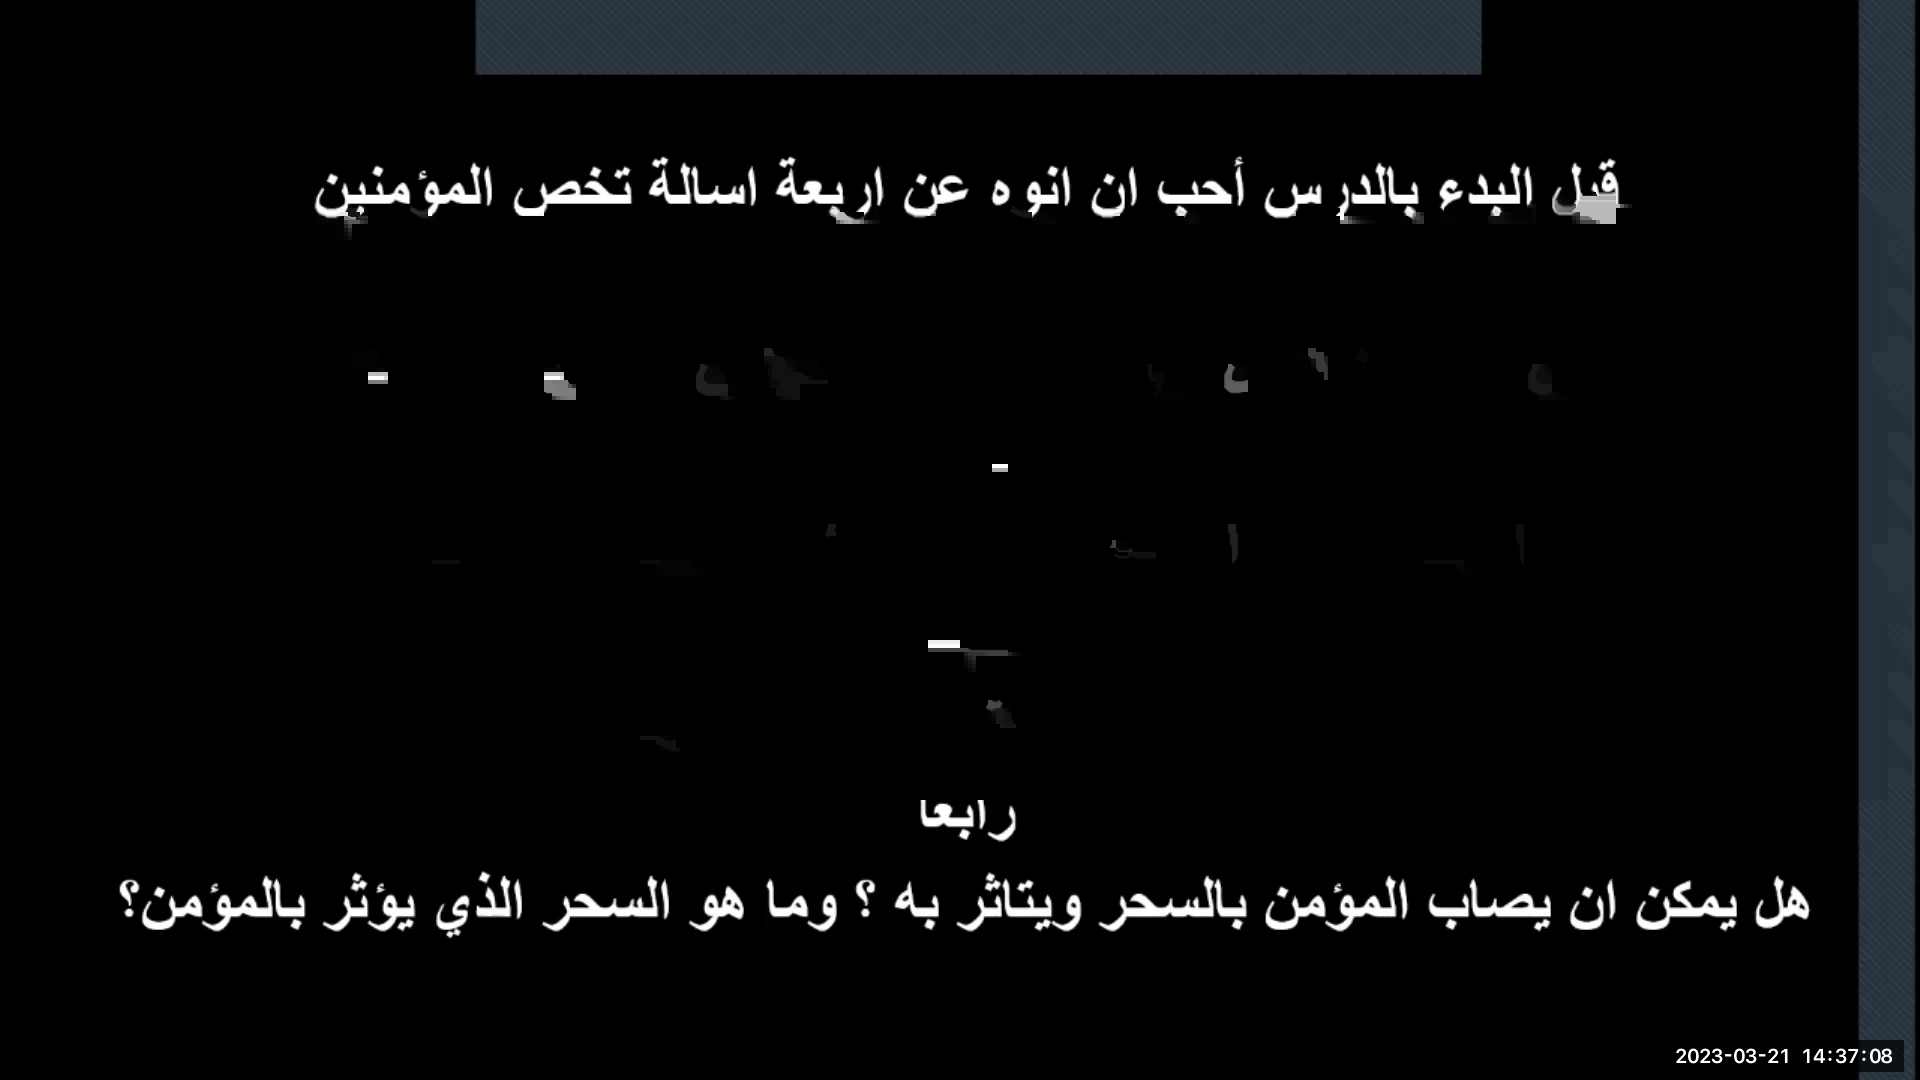 قبل البدء بالدرس أحب ان انوه عن اربعة اسالة تخص المؤمنين
رابعا
هل يمكن ان يصاب المؤمن بالسحر ويتاثر به ؟ وما هو السحر الذي يؤثر بالمؤمن؟
2023-03-21 14:37:08